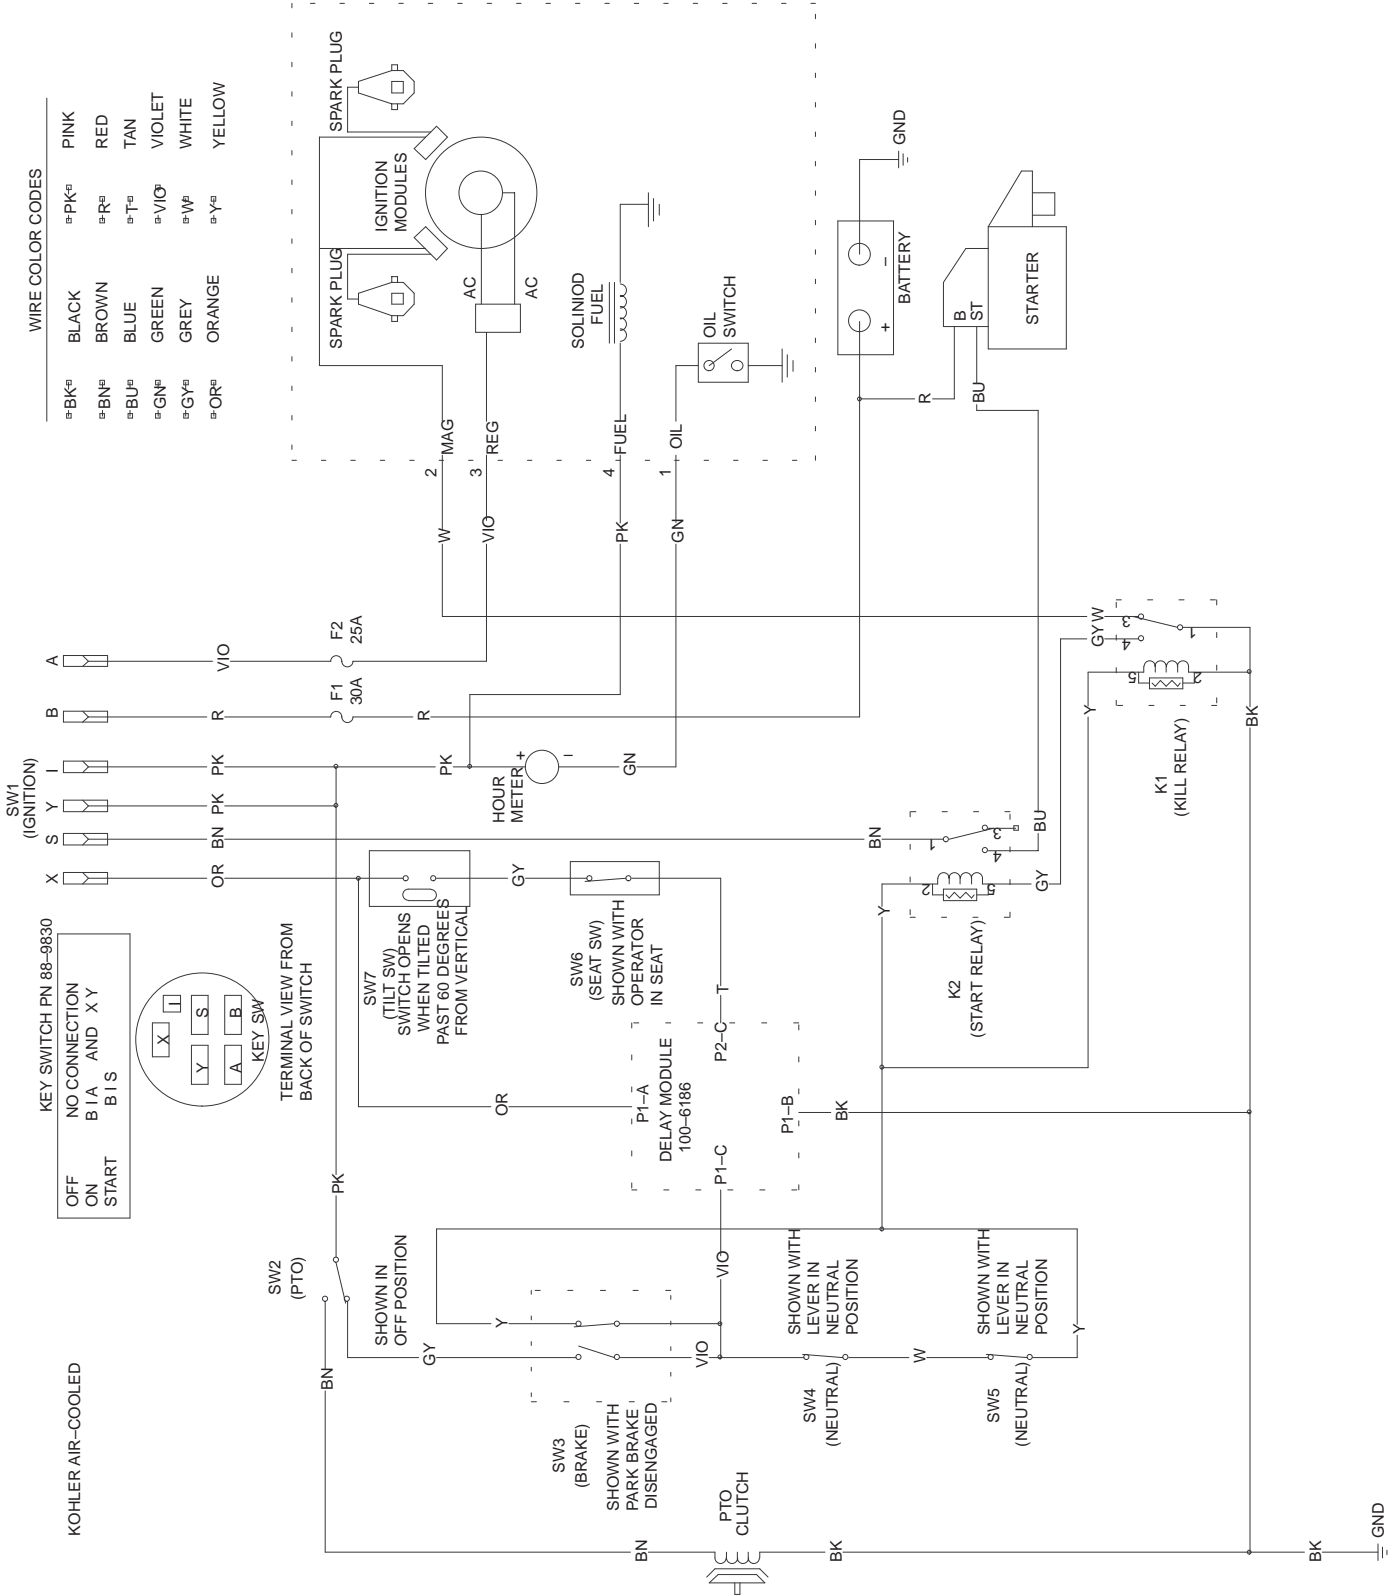 KOHLER AIR–COOLED
KEY SWITCH PN 88–9830
OFF NO CONNECTION
ON B I A AND X Y
START B I S
X
I
Y
S
A
B
KEY SW
TERMINAL VIEW FROM
BACK OF SWITCH
SW1
(IGNITION)
X
S
Y
I
B
A
WIRE COLOR CODES
BK BLACK
BN BROWN
BU BLUE
GN GREEN
GY GREY
OR ORANGE
PK PINK
R RED
T TAN
VIO VIOLET
W WHITE
Y YELLOW
OR
BN
PK
PK
R
VIO
F1
30A
F2
25A
R
PK
HOUR
METER
+
–
GN
SW2
(PTO)
SHOWN IN
OFF POSITION
PK
BN
GY
SW7
(TILT SW)
SWITCH OPENS
WHEN TILTED
PAST 60 DEGREES
FROM VERTICAL
GY
SW6
(SEAT SW)
SHOWN WITH
OPERATOR
IN SEAT
T
OR
P1–A
DELAY MODULE
100–6186
P2–C
P1–C
P1–B
BK
VIO
Y
VIO
SW3
(BRAKE)
SHOWN WITH
PARK BRAKE
DISENGAGED
SHOWN WITH
LEVER IN
NEUTRAL
POSITION
SW4
(NEUTRAL)
W
SHOWN WITH
LEVER IN
NEUTRAL
POSITION
SW5
(NEUTRAL)
Y
BN
PTO
CLUTCH
BK
BK
GND
SPARK PLUG
SPARK PLUG
IGNITION
MODULES
AC
AC
SOLINIOD
FUEL
OIL
SWITCH
2
MAG
3
REG
4
FUEL
1
OIL
W
VIO
PK
GN
BATTERY
+
–
GND
R
BU
B
ST
STARTER
BN
1
3
4
BU
2
5
GY
Y
K2
(START RELAY)
GY
W
3
4
1
5
2
Y
BK
K1
(KILL RELAY)